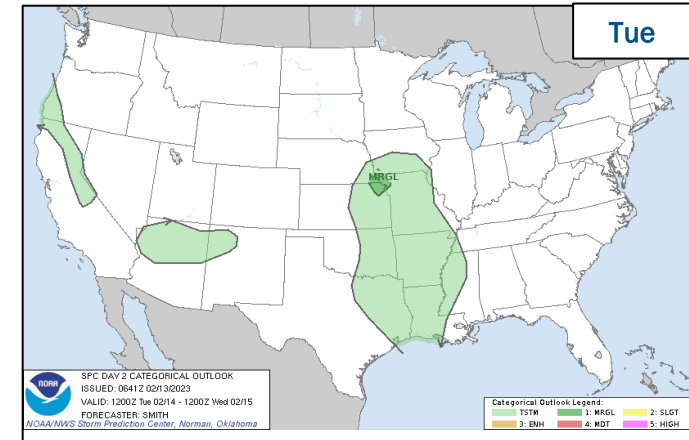 Tue
MRGL
NOAA
SPC DAY 2 CATEGORICAL OUTLOOK
ISSUED: 0641Z 02/13/2023
VALID: 1200Z Tue 02/14 - 1200Z Wed 02/15
FORECASTER: SMITH
NOAA/NWS Storm Prediction Center, Norman, Oklahoma
Categorical Outlook Legend:
TSTM 1: MRGL 2: SLGT
3: ENH 4: MDT 5: HIGH